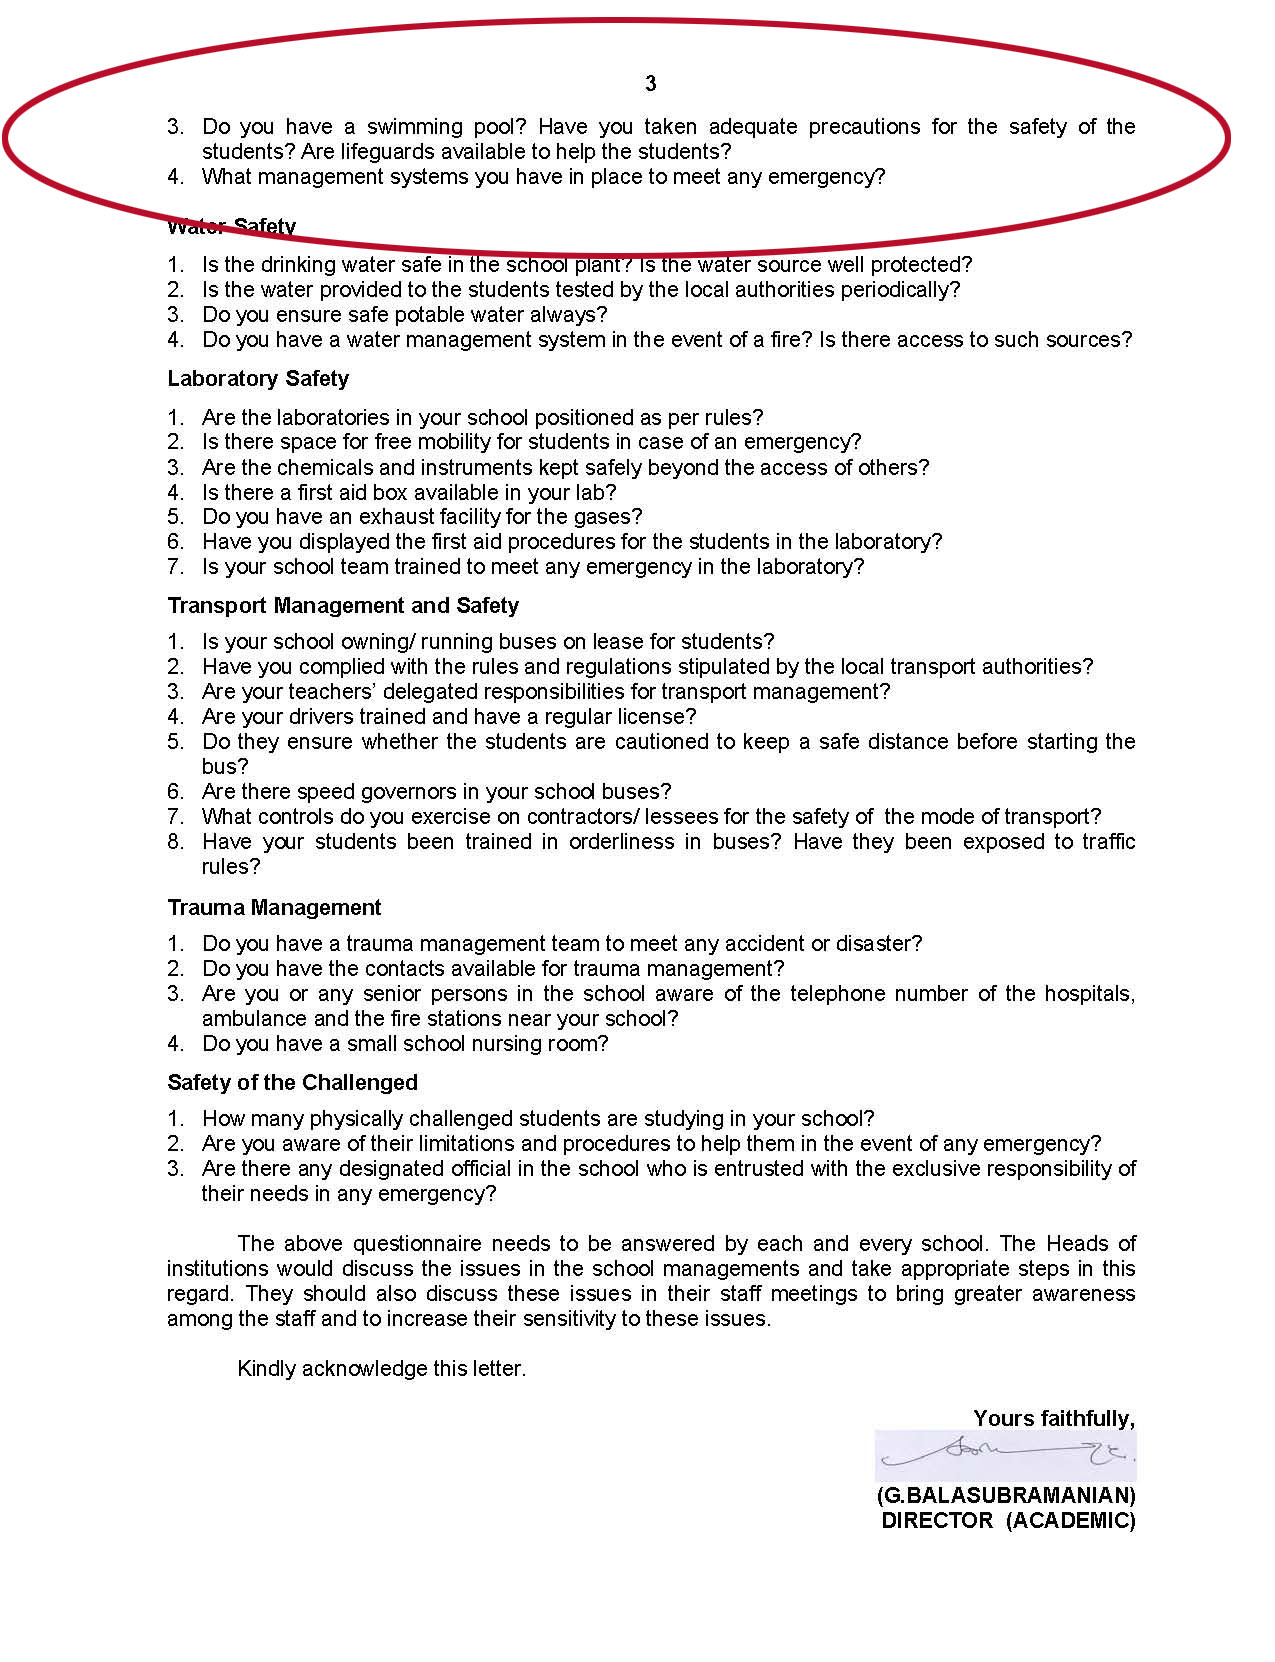 3
3. Do you have a swimming pool? Have you taken adequate precautions for the safety of the
students? Are lifeguards available to help the students?
4. What management systems you have in place to meet any emergency?
Water Safety
1. Is the drinking water safe in the school plant? Is the water source well protected?
2. Is the water provided to the students tested by the local authorities periodically?
3. Do you ensure safe potable water always?
4. Do you have a water management system in the event of a fire? Is there access to such sources?
Laboratory Safety
1. Are the laboratories in your school positioned as per rules?
2. Is there space for free mobility for students in case of an emergency?
3. Are the chemicals and instruments kept safely beyond the access of others?
4. Is there a first aid box available in your lab?
5. Do you have an exhaust facility for the gases?
6. Have you displayed the first aid procedures for the students in the laboratory?
7. Is your school team trained to meet any emergency in the laboratory?
Transport Management and Safety
1. Is your school owning/ running buses on lease for students?
2. Have you complied with the rules and regulations stipulated by the local transport authorities?
3. Are your teachers’ delegated responsibilities for transport management?
4. Are your drivers trained and have a regular license?
5. Do they ensure whether the students are cautioned to keep a safe distance before starting the
bus?
6. Are there speed governors in your school buses?
7. What controls do you exercise on contractors/ lessees for the safety of the mode of transport?
8. Have your students been trained in orderliness in buses? Have they been exposed to traffic
rules?
Trauma Management
1. Do you have a trauma management team to meet any accident or disaster?
2. Do you have the contacts available for trauma management?
3. Are you or any senior persons in the school aware of the telephone number of the hospitals,
ambulance and the fire stations near your school?
4. Do you have a small school nursing room?
Safety of the Challenged
1. How many physically challenged students are studying in your school?
2. Are you aware of their limitations and procedures to help them in the event of any emergency?
3. Are there any designated official in the school who is entrusted with the exclusive responsibility of
their needs in any emergency?
The above questionnaire needs to be answered by each and every school. The Heads of
institutions would discuss the issues in the school managements and take appropriate steps in this
regard. They should also discuss these issues in their staff meetings to bring greater awareness
among the staff and to increase their sensitivity to these issues.
Kindly acknowledge this letter.
Yours faithfully,
(G.BALASUBRAMANIAN)
DIRECTOR (ACADEMIC)